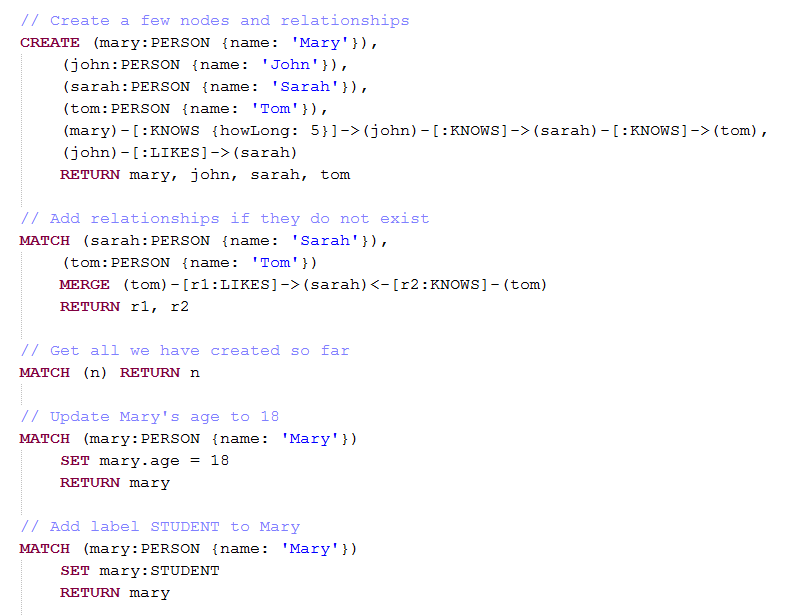 // Create a few nodes and relationships
CREATE (mary:PERSON {name: 'Mary'}),
(john:PERSON {name: 'John'}),
(sarah:PERSON {name: 'Sarah'}),
(tom:PERSON {name: 'Tom'}),
(mary)-[:KNOWS {howLong: 5}]->(john)-[:KNOWS]->(sarah)-[:KNOWS]->(tom),
(john)-[:LIKES]->(sarah)
RETURN mary, john, sarah, tom
// Add relationships if they do not exist
MATCH (sarah:PERSON {name: 'Sarah'}),
(tom:PERSON {name: 'Tom'})
MERGE (tom)-[r1:LIKES]->(sarah)<-[r2:KNOWS]-(tom)
RETURN r1, r2
// Get all we have created so far
MATCH (n) RETURN n
// Update Mary's age to 18
MATCH (mary:PERSON {name: 'Mary'})
SET mary.age = 18
RETURN mary
// Add label STUDENT to Mary
MATCH (mary:PERSON {name: 'Mary'})
SET mary:STUDENT
RETURN mary